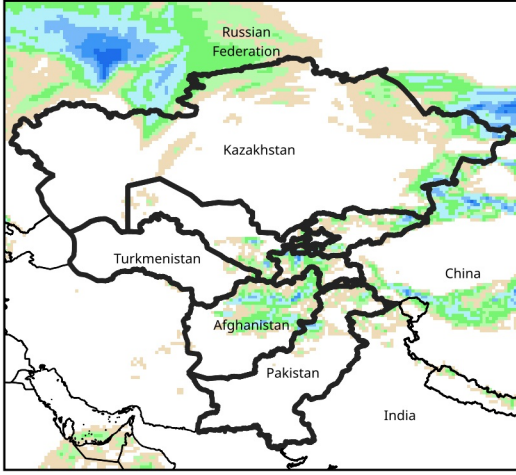 Russian
Federation
Kazakhstan
Turkmenistan
China
Afghanistan
Pakistan
India